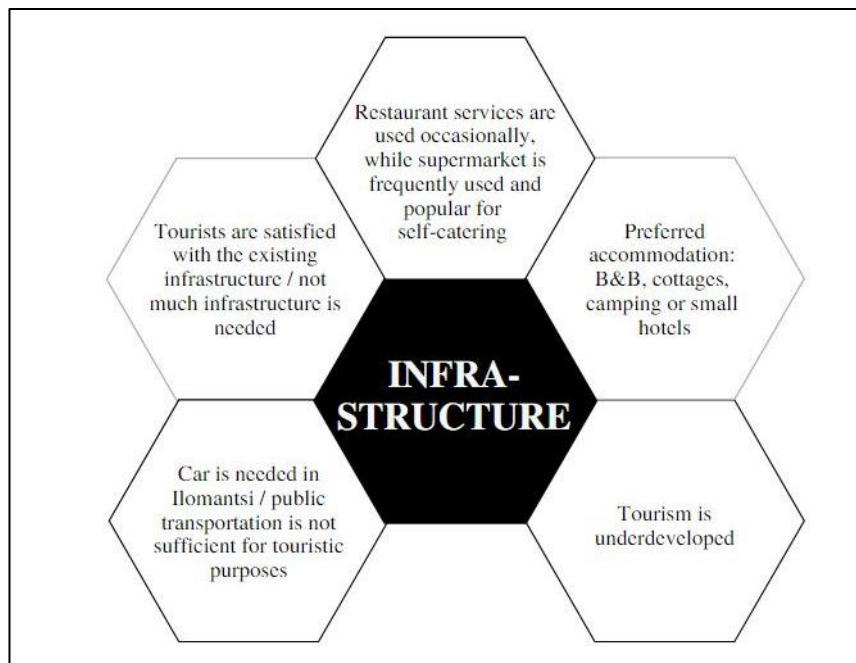 Restaurant services are
used occasionally,
while supermarket is
frequently used and
popular for
self-catering
Tourists are satisfied
with the existing
infrastructure / not
much infrastructure is
needed
Preferred
accommodation:
B&B, cottages,
camping or small
hotels
INFRA-
STRUCTURE
Car is needed in
Ilomantsi / public
transportation is not
sufficient for touristic
purposes
Tourism is
underdeveloped